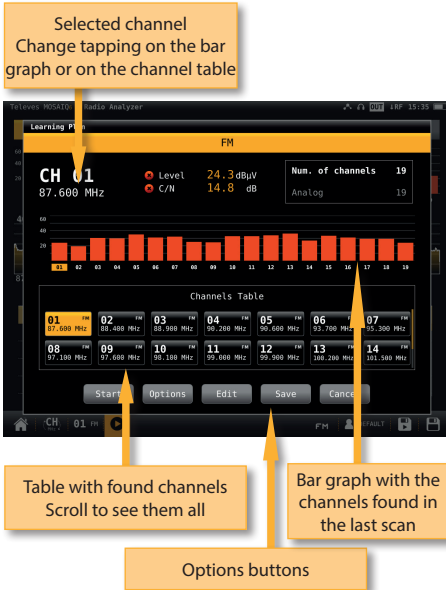 Selected channel
Change tapping on the bar
graph or on the channel table
Televes MOSAIQ6 Radio Analyzer OUT iRF 15:35
Learning Plan
FM
CH 01
87.600 MHz
Level 24.3 dBµV
C/N 14.8 dB
Num. of channels 19
Analog 19
60
40
20
01 02 03 04 05 06 07 08 09 10 11 12 13 14 15 16 17 18 19
Channels Table
01 FM 02 FM 03 FM 04 FM 05 FM 06 FM 07 FM
87.600 MHz 88.400 MHz 88.900 MHz 90.200 MHz 90.600 MHz 93.700 MHz 95.300 MHz
08 FM 09 FM 10 FM 11 FM 12 FM 13 FM 14 FM
97.100 MHz 97.600 MHz 98.100 MHz 99.000 MHz 99.900 MHz 100.200 MHz 101.500 MHz
Start Options Edit Save Cancel
CH 01 FM FM DEFAULT
Table with found channels
Scroll to see them all
Bar graph with the
channels found in
the last scan
Options buttons